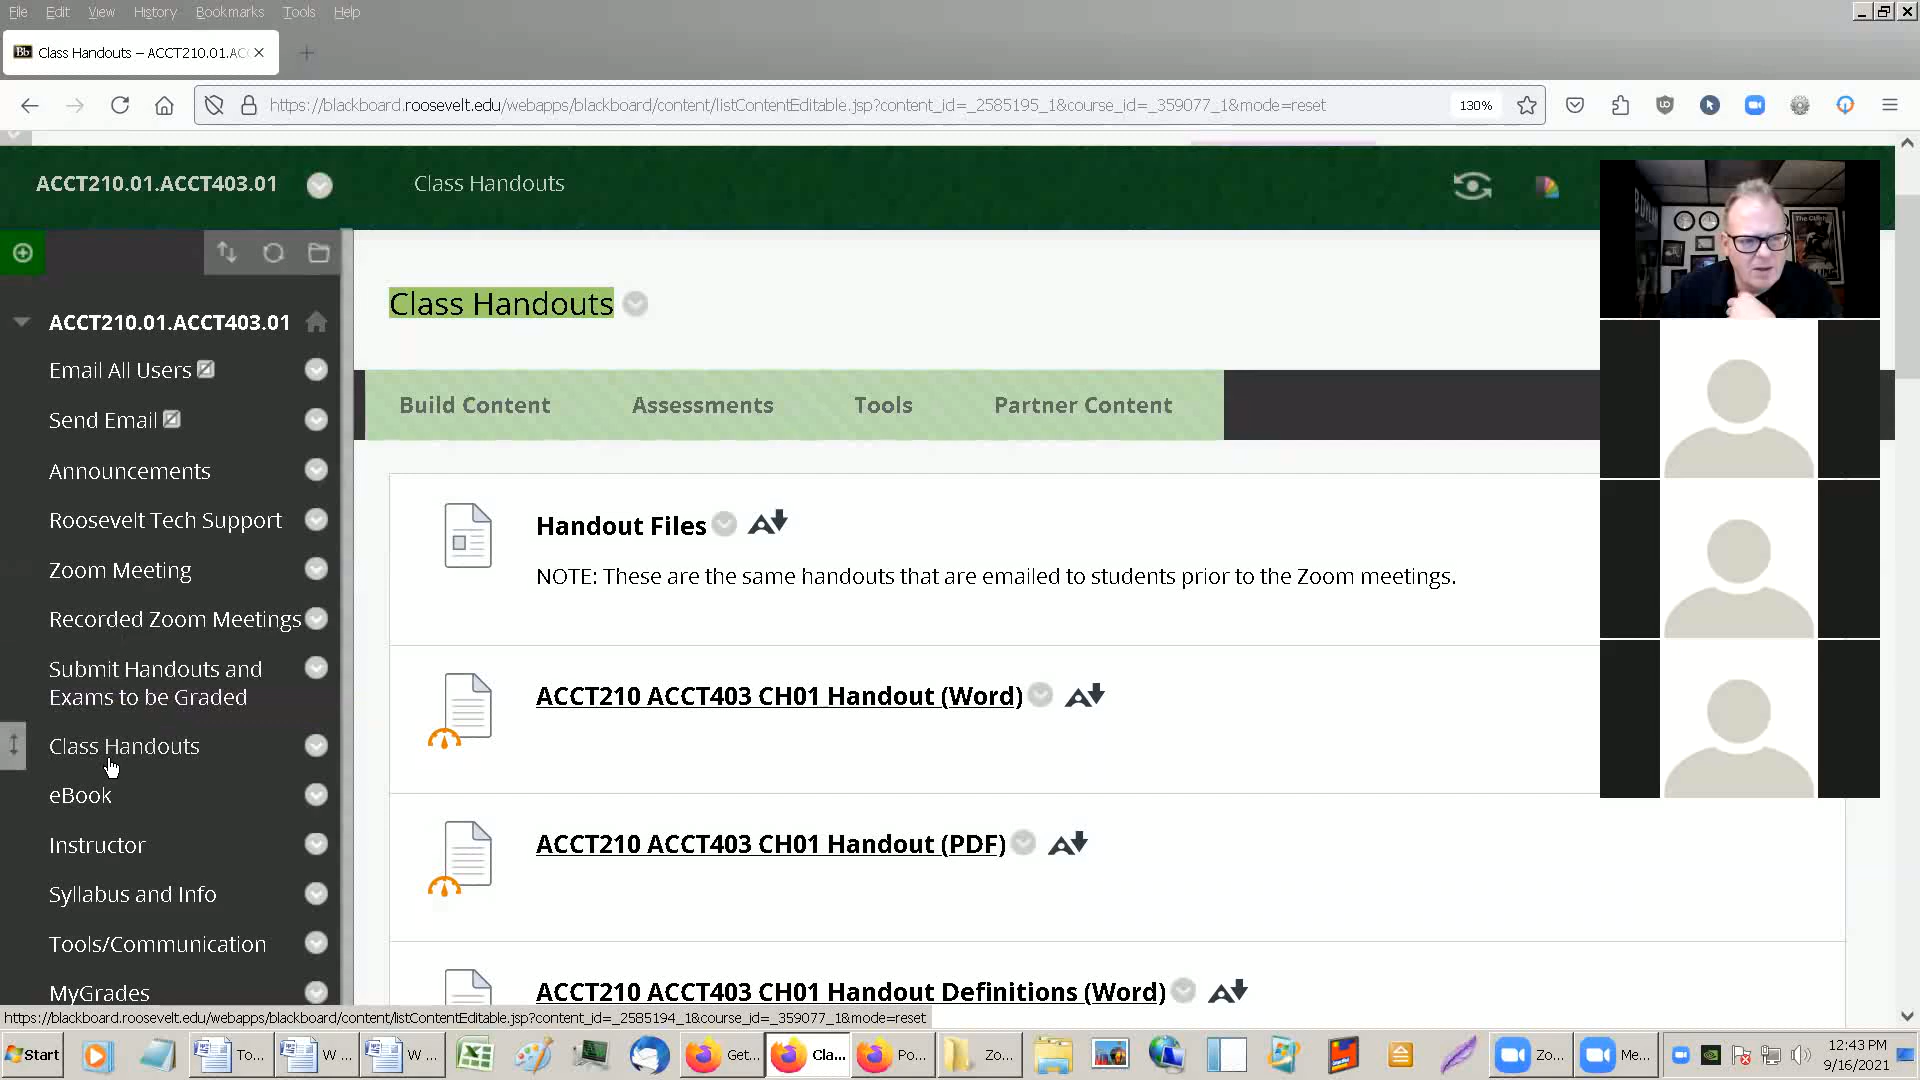 File Edit View History Bookmarks Tools Help
Bb Class Handouts – ACCT210.01.AC
https://blackboard.roosevelt.edu/webapps/blackboard/content/listContentEditable.jsp?content_id=_2585195_1&course_id=_359077_1&mode=reset 130%
ACCT210.01.ACCT403.01 Class Handouts
ACCT210.01.ACCT403.01
Email All Users
Send Email
Announcements
Roosevelt Tech Support
Zoom Meeting
Recorded Zoom Meetings
Submit Handouts and
Exams to be Graded
Class Handouts
eBook
Instructor
Syllabus and Info
Tools/Communication
MyGrades
Class Handouts
Build Content Assessments Tools Partner Content
Handout Files
NOTE: These are the same handouts that are emailed to students prior to the Zoom meetings.
ACCT210 ACCT403 CH01 Handout (Word)
ACCT210 ACCT403 CH01 Handout (PDF)
ACCT210 ACCT403 CH01 Handout Definitions (Word)
The Clash
https://blackboard.roosevelt.edu/webapps/blackboard/content/listContentEditable.jsp?content_id=_2585194_1&course_id=_359077_1&mode=reset
Start To... W ... W ... Get... Cla... Po... Zo... Zo... Me... 12:43 PM
9/16/2021